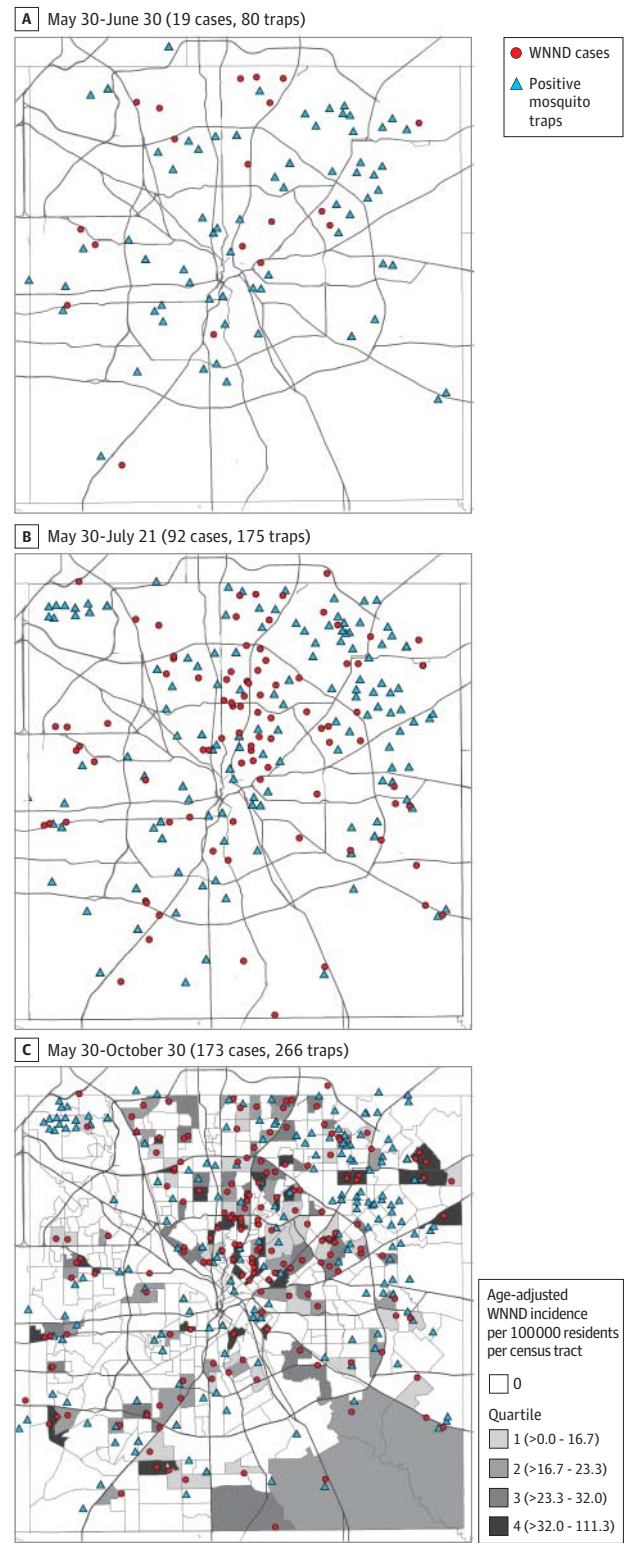 A May 30-June 30 (19 cases, 80 traps)
WNND cases
Positive
mosquito
traps
B May 30-July 21 (92 cases, 175 traps)
C May 30-October 30 (173 cases, 266 traps)
Age-adjusted
WNND incidence
per 100 000 residents
per census tract
0
Quartile
1 (>0.0 - 16.7)
2 (>16.7 - 23.3)
3 (>23.3 - 32.0)
4 (>32.0 - 111.3)